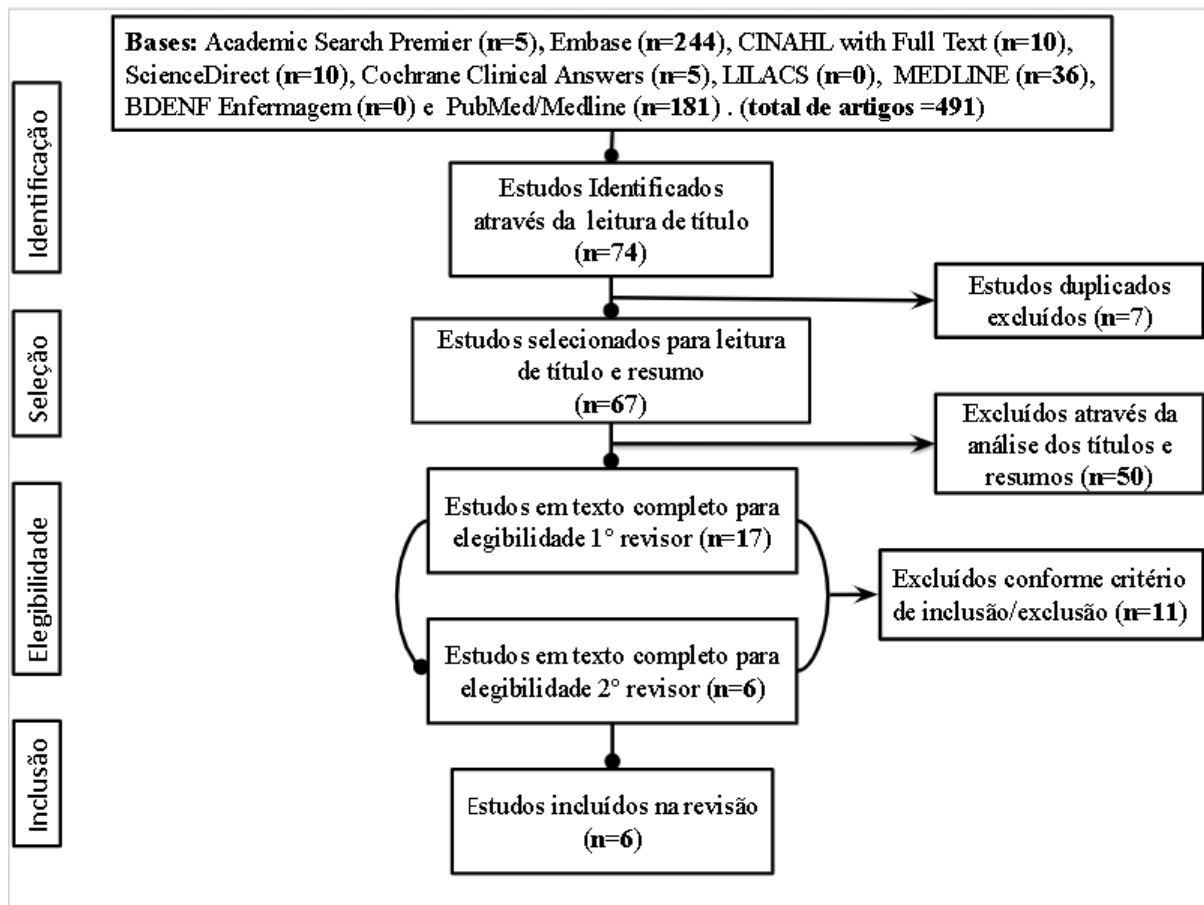 Bases: Academic Search Premier (n=5), Embase (n=244), CINAHL with Full Text (n=10),
ScienceDirect (n=10), Cochrane Clinical Answers (n=5), LILACS (n=0), MEDLINE (n=36),
BDENF Enfermagem (n=0) e PubMed/Medline (n=181) . (total de artigos =491)
Identificação
Estudos Identificados
através da leitura de título
(n=74)
Estudos duplicados
excluídos (n=7)
Seleção
Estudos selecionados para leitura
de título e resumo
(n=67)
Excluídos através da
análise dos títulos e
resumos (n=50)
Elegibilidade
Estudos em texto completo para
elegibilidade 1° revisor (n=17)
Excluídos conforme critério
de inclusão/exclusão (n=11)
Estudos em texto completo para
elegibilidade 2° revisor (n=6)
Inclusão
Estudos incluídos na revisão
(n=6)